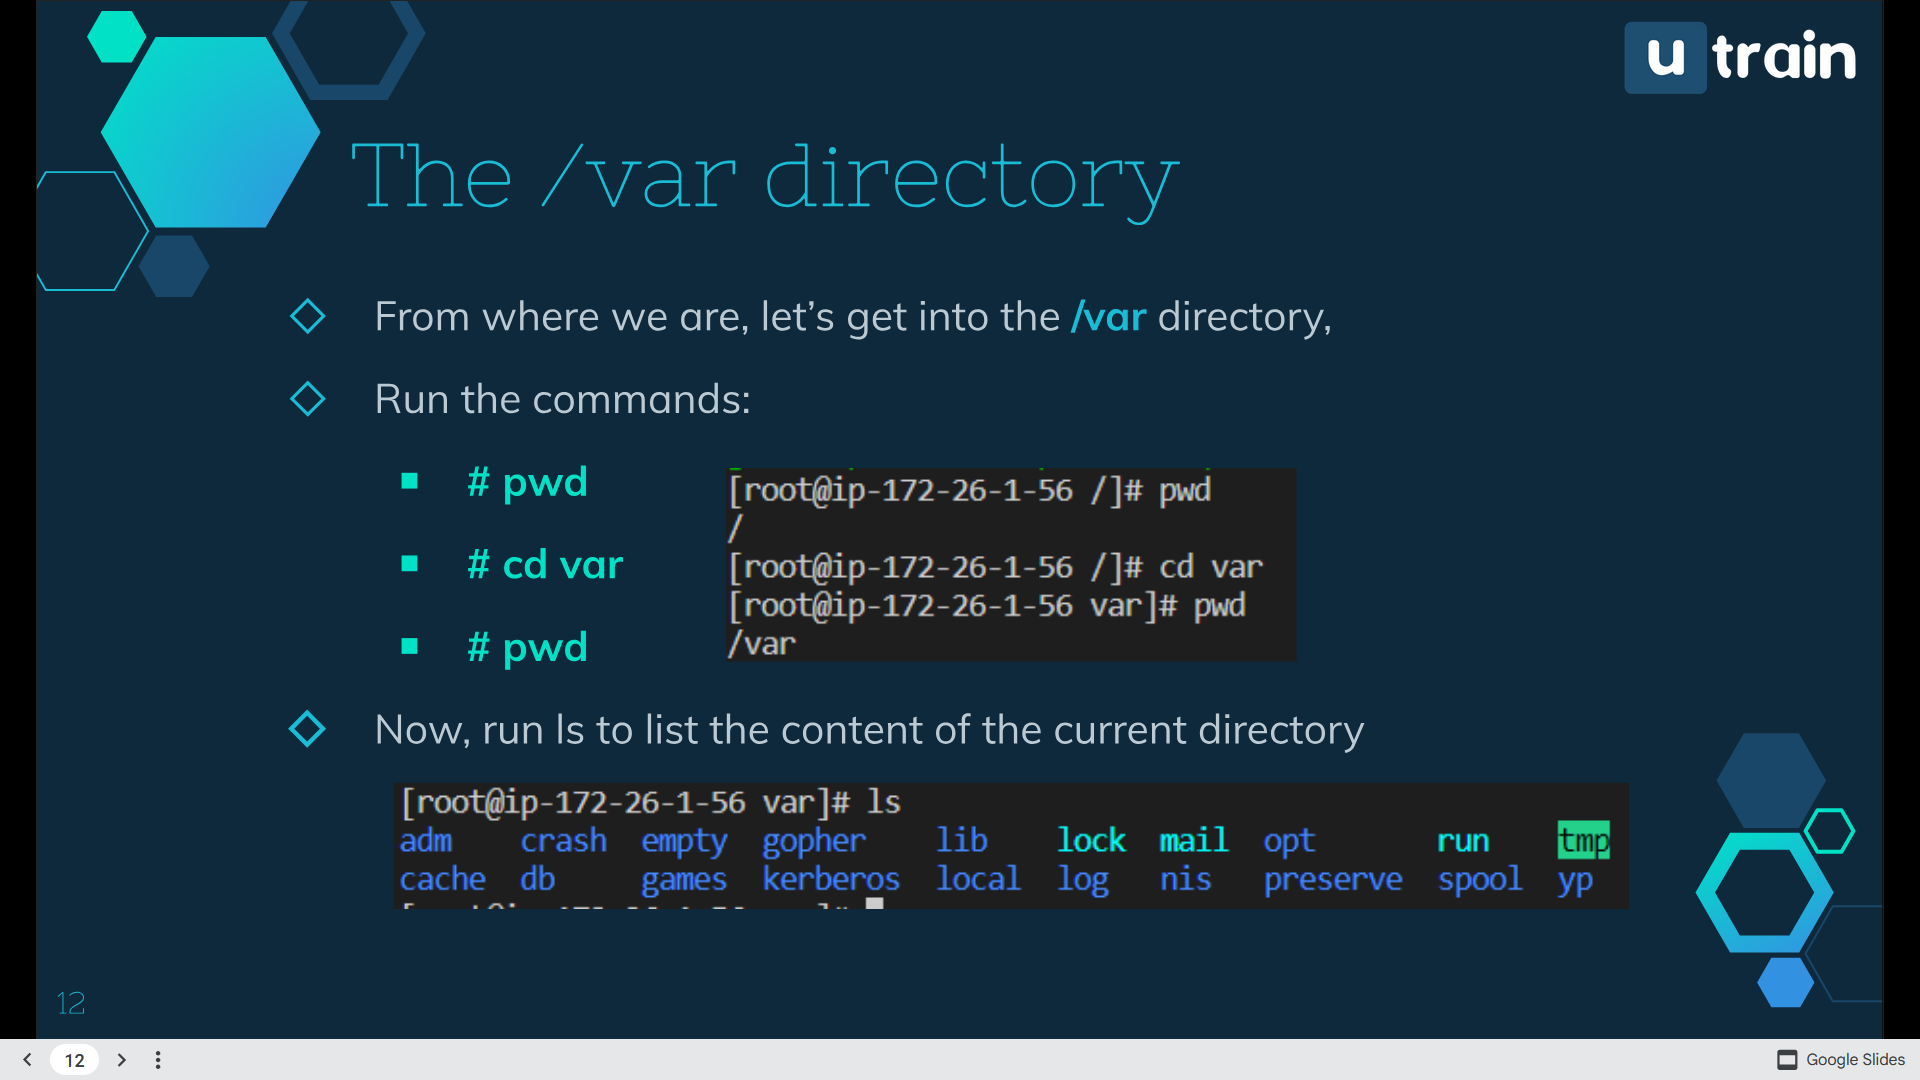 u train
The /var directory
From where we are, let’s get into the /var directory,
Run the commands:
# pwd
# cd var
# pwd
[root@ip-172-26-1-56 /]# pwd
/
[root@ip-172-26-1-56 /]# cd var
[root@ip-172-26-1-56 var]# pwd
/var
Now, run ls to list the content of the current directory
[root@ip-172-26-1-56 var]# ls
adm crash empty gopher lib lock mail opt run tmp
cache db games kerberos local log nis preserve spool yp
12
12
Google Slides